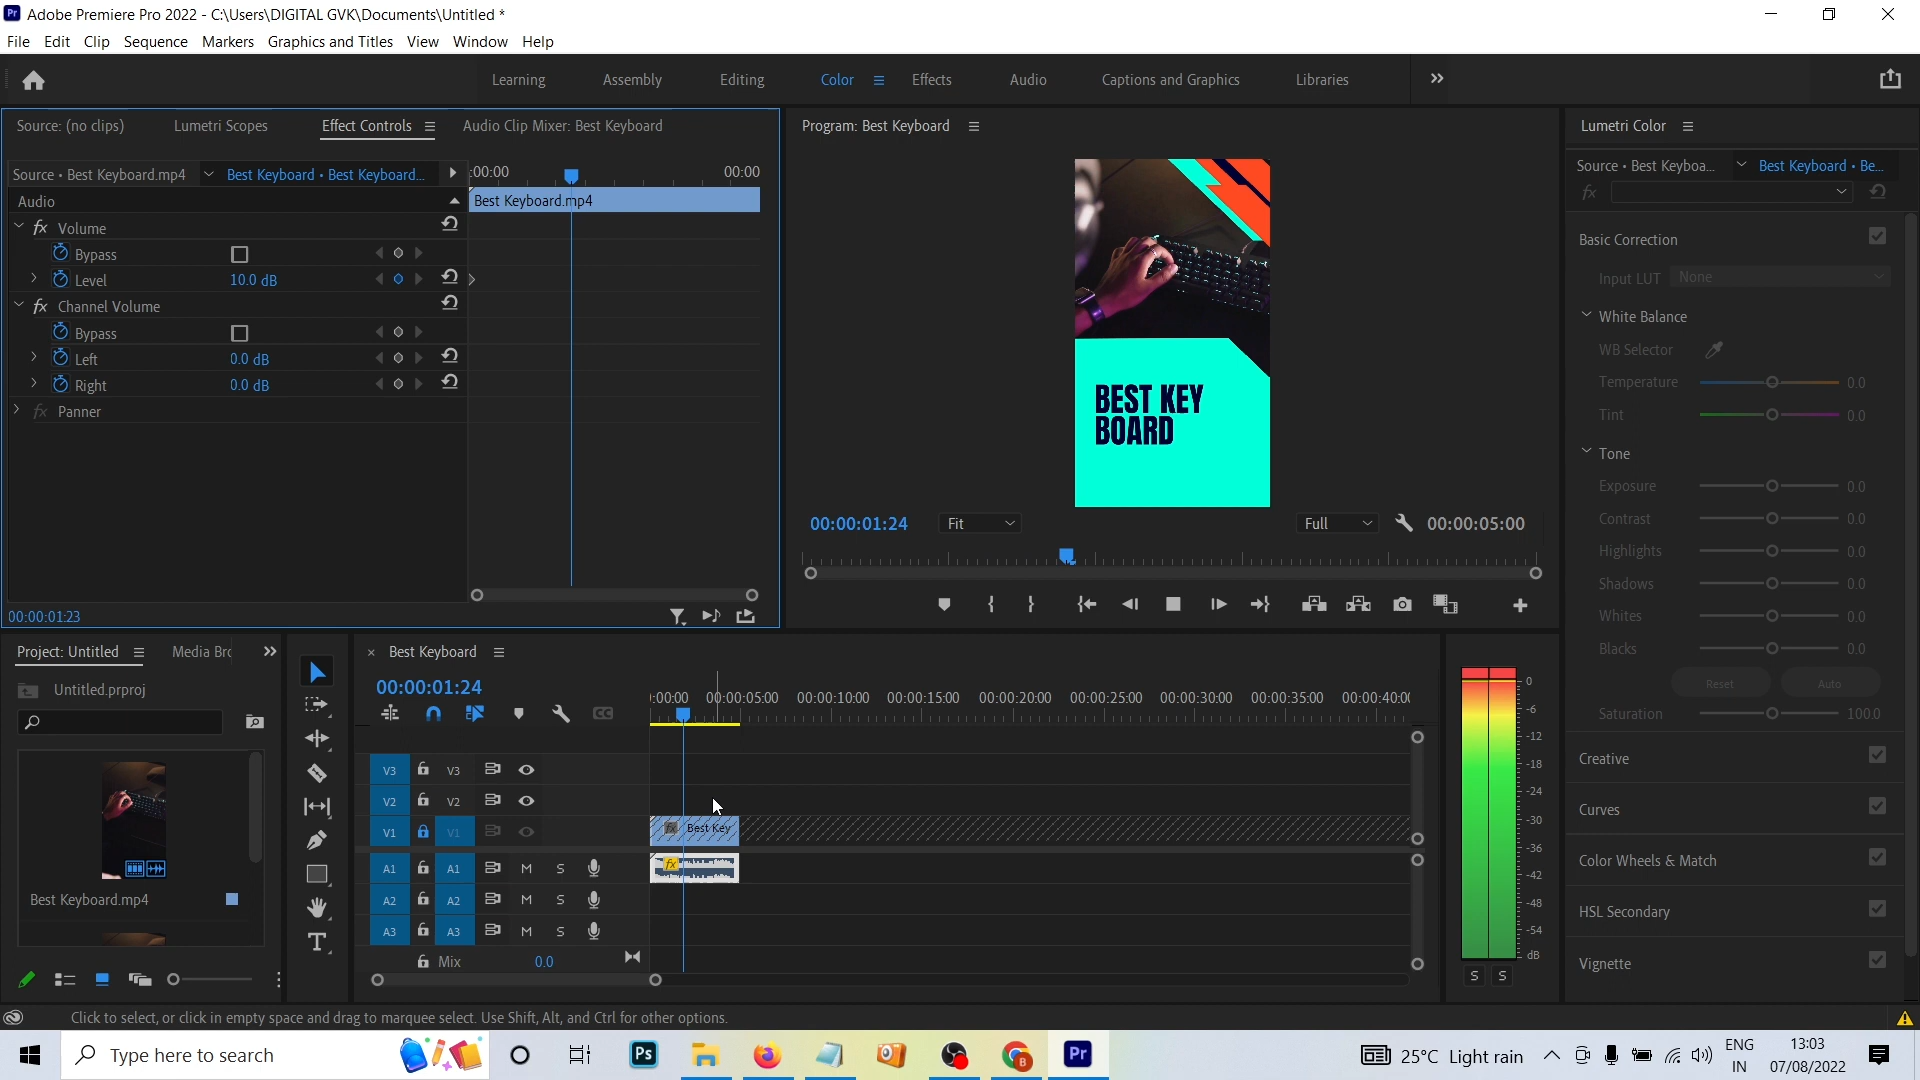 Adobe Premiere Pro 2022 - C:\Users\DIGITAL GVK\Documents\Untitled *
File Edit Clip Sequence Markers Graphics and Titles View Window Help
Learning Assembly Editing Color Effects Audio Captions and Graphics Libraries
Source: (no clips) Lumetri Scopes Effect Controls Audio Clip Mixer: Best Keyboard
Source • Best Keyboard.mp4 Best Keyboard • Best Keyboard... :00:00 00:00
Audio Best Keyboard.mp4
fx Volume
Bypass
Level 10.0 dB
fx Channel Volume
Bypass
Left 0.0 dB
Right 0.0 dB
fx Panner
00:00:01:23
Program: Best Keyboard
BEST KEY
BOARD
00:00:01:24 Fit Full 00:00:05:00
Lumetri Color
Source • Best Keyboa... Best Keyboard • Be...
fx
Basic Correction
Input LUT None
White Balance
WB Selector
Temperature 0.0
Tint 0.0
Tone
Exposure 0.0
Contrast 0.0
Highlights 0.0
Shadows 0.0
Whites 0.0
Blacks 0.0
Reset Auto
Saturation 100.0
Creative
Curves
Color Wheels & Match
HSL Secondary
Vignette
Project: Untitled Media Bro
Untitled.prproj
Best Keyboard.mp4
× Best Keyboard
00:00:01:24
:00:00 00:00:05:00 00:00:10:00 00:00:15:00 00:00:20:00 00:00:25:00 00:00:30:00 00:00:35:00 00:00:40:00
CC
V3 V3
V2 V2
V1 V1 fx Best Key
A1 A1 M S fx
A2 A2 M S
A3 A3 M S
Mix 0.0
0
-6
-12
-18
-24
-30
-36
-42
-48
-54
dB
S S
Click to select, or click in empty space and drag to marquee select. Use Shift, Alt, and Ctrl for other options.
Type here to search Ps B Pr 25°C Light rain ENG IN 13:03 07/08/2022